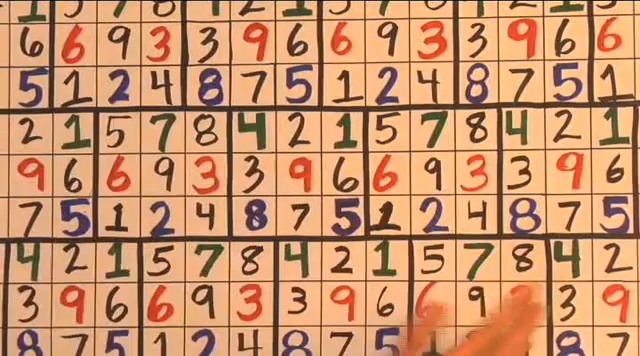 6 6 9 3 3 9 6 6 9 3 3 9 6 6
5 1 2 4 8 7 5 1 2 4 8 7 5 1
2 1 5 7 8 4 2 1 5 7 8 4 2 1
9 6 6 9 3 3 9 6 6 9 3 3 9 6
7 5 1 2 4 8 7 5 1 2 4 8 7 5
4 2 1 5 7 8 4 2 1 5 7 8 4 2
3 9 6 6 9 3 3 9 6 6 9 3 9
8 7 5 1 2 4 8 7 5 8 7